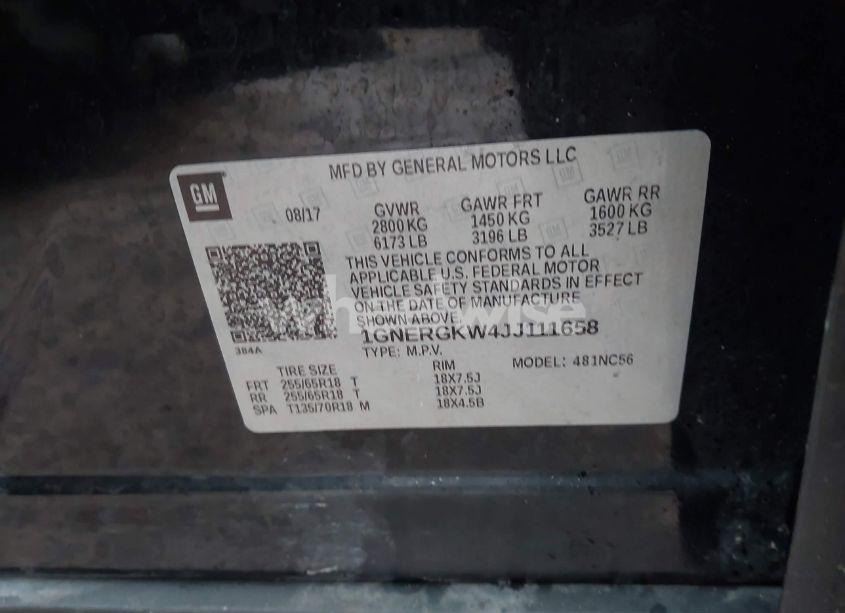 MFD BY GENERAL MOTORS LLC
GM
08/17
GVWR GAWR FRT GAWR RR
2800 KG 1450 KG 1600 KG
6173 LB 3196 LB 3527 LB
THIS VEHICLE CONFORMS TO ALL
APPLICABLE U.S. FEDERAL MOTOR
VEHICLE SAFETY STANDARDS IN EFFECT
ON THE DATE OF MANUFACTURE
SHOWN ABOVE.
1GNERGKW4JJ111658
384A
TYPE: M.P.V. MODEL: 481NC56
TIRE SIZE RIM
FRT 255/65R18 T 18X7.5J
RR 255/65R18 T 18X7.5J
SPA T135/70R18 M 18X4.5B